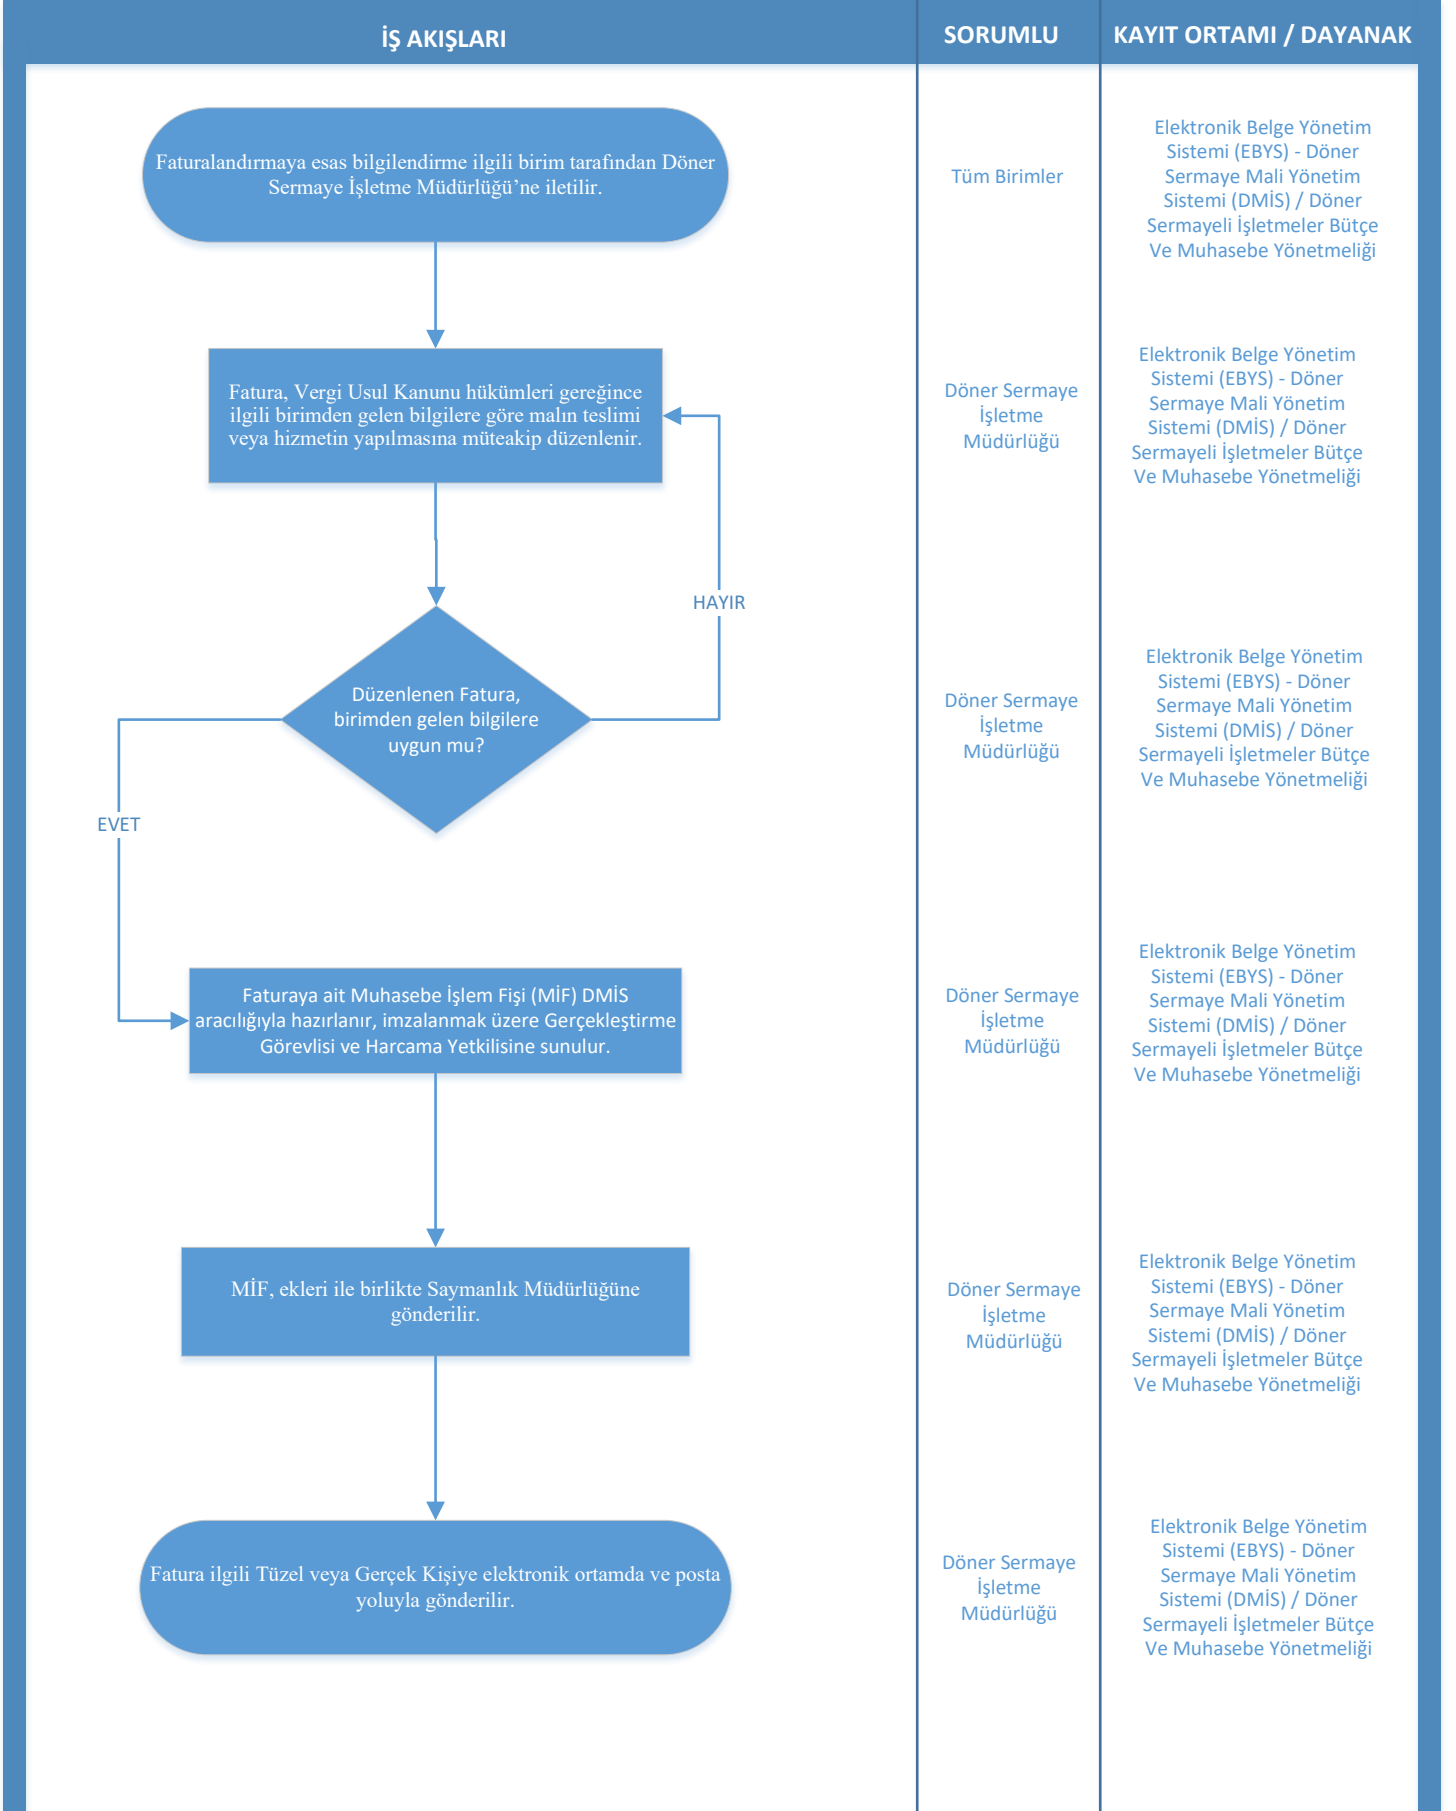 İŞ AKIŞLARI
SORUMLU
KAYIT ORTAMI / DAYANAK
Faturalandırmaya esas bilgilendirme ilgili birim tarafından Döner
Sermaye İşletme Müdürlüğü’ne iletilir.
Tüm Birimler
Elektronik Belge Yönetim
Sistemi (EBYS) - Döner
Sermaye Mali Yönetim
Sistemi (DMİS) / Döner
Sermayeli İşletmeler Bütçe
Ve Muhasebe Yönetmeliği
Fatura, Vergi Usul Kanunu hükümleri gereğince
ilgili birimden gelen bilgilere göre malın teslimi
veya hizmetin yapılmasına müteakip düzenlenir.
Döner Sermaye
İşletme
Müdürlüğü
Elektronik Belge Yönetim
Sistemi (EBYS) - Döner
Sermaye Mali Yönetim
Sistemi (DMİS) / Döner
Sermayeli İşletmeler Bütçe
Ve Muhasebe Yönetmeliği
HAYIR
Düzenlenen Fatura,
birimden gelen bilgilere
uygun mu?
Döner Sermaye
İşletme
Müdürlüğü
Elektronik Belge Yönetim
Sistemi (EBYS) - Döner
Sermaye Mali Yönetim
Sistemi (DMİS) / Döner
Sermayeli İşletmeler Bütçe
Ve Muhasebe Yönetmeliği
EVET
Faturaya ait Muhasebe İşlem Fişi (MİF) DMİS
aracılığıyla hazırlanır, imzalanmak üzere Gerçekleştirme
Görevlisi ve Harcama Yetkilisine sunulur.
Döner Sermaye
İşletme
Müdürlüğü
Elektronik Belge Yönetim
Sistemi (EBYS) - Döner
Sermaye Mali Yönetim
Sistemi (DMİS) / Döner
Sermayeli İşletmeler Bütçe
Ve Muhasebe Yönetmeliği
MİF, ekleri ile birlikte Saymanlık Müdürlüğüne
gönderilir.
Döner Sermaye
İşletme
Müdürlüğü
Elektronik Belge Yönetim
Sistemi (EBYS) - Döner
Sermaye Mali Yönetim
Sistemi (DMİS) / Döner
Sermayeli İşletmeler Bütçe
Ve Muhasebe Yönetmeliği
Fatura ilgili Tüzel veya Gerçek Kişiye elektronik ortamda ve posta
yoluyla gönderilir.
Döner Sermaye
İşletme
Müdürlüğü
Elektronik Belge Yönetim
Sistemi (EBYS) - Döner
Sermaye Mali Yönetim
Sistemi (DMİS) / Döner
Sermayeli İşletmeler Bütçe
Ve Muhasebe Yönetmeliği